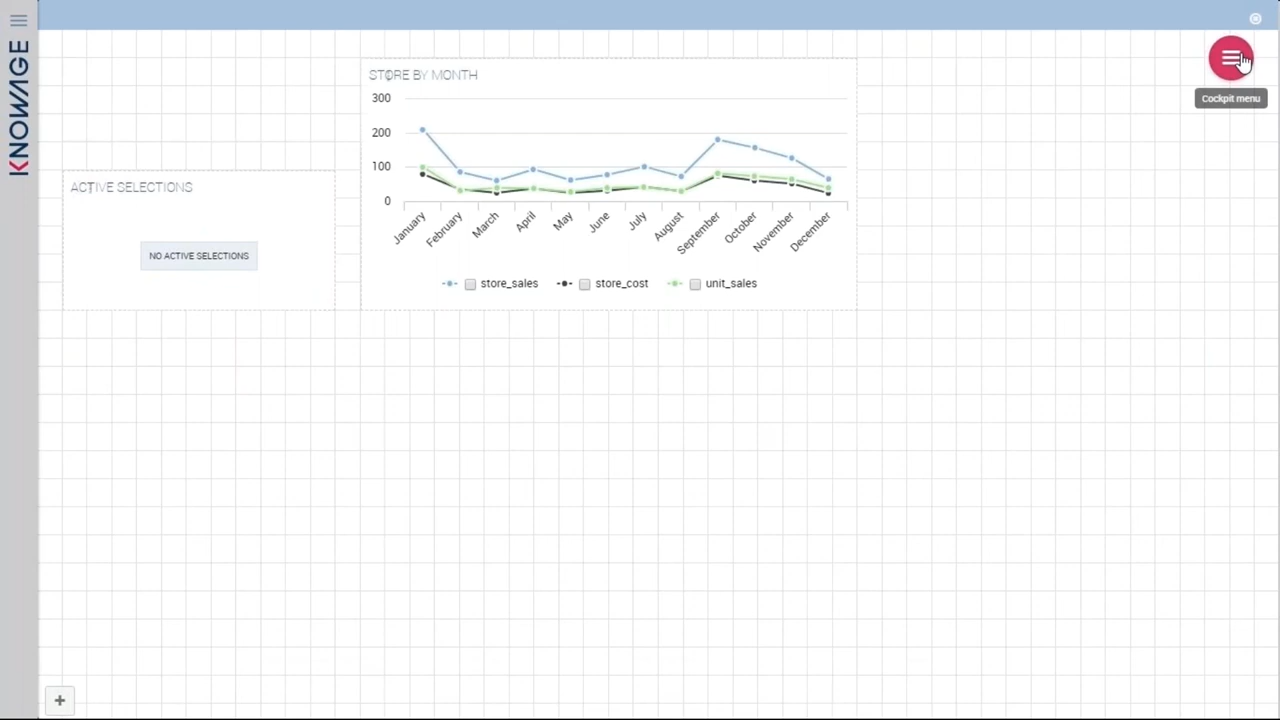 KNOWAGE
Cockpit menu
STORE BY MONTH
300
200
100
0
January
February
March
April
May
June
July
August
September
October
November
December
store_sales
store_cost
unit_sales
ACTIVE SELECTIONS
NO ACTIVE SELECTIONS